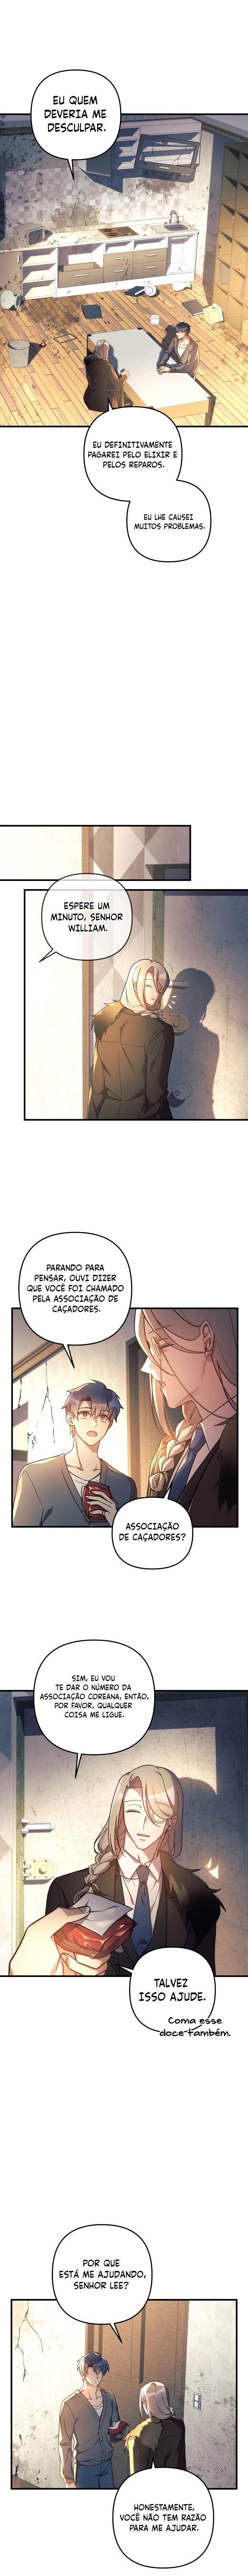 EU QUEM
DEVERIA ME
DESCULPAR.
EU DEFINITIVAMENTE
PAGAREI PELO ELIXIR E
PELOS REPAROS.
EU LHE CAUSEI
MUITOS PROBLEMAS.
ESPERE UM
MINUTO, SENHOR
WILLIAM.
PARANDO PARA
PENSAR, OUVI DIZER
QUE VOCÊ FOI CHAMADO
PELA ASSOCIAÇÃO DE
CAÇADORES.
ASSOCIAÇÃO
DE CAÇADORES?
SIM, EU VOU
TE DAR O NÚMERO DA
ASSOCIAÇÃO COREANA, ENTÃO,
POR FAVOR, QUALQUER
COISA ME LIGUE.
TALVEZ
ISSO AJUDE.
Coma esse
doce também.
POR QUE
ESTÁ ME AJUDANDO,
SENHOR LEE?
HONESTAMENTE,
VOCÊ NÃO TEM RAZÃO
PARA ME AJUDAR.